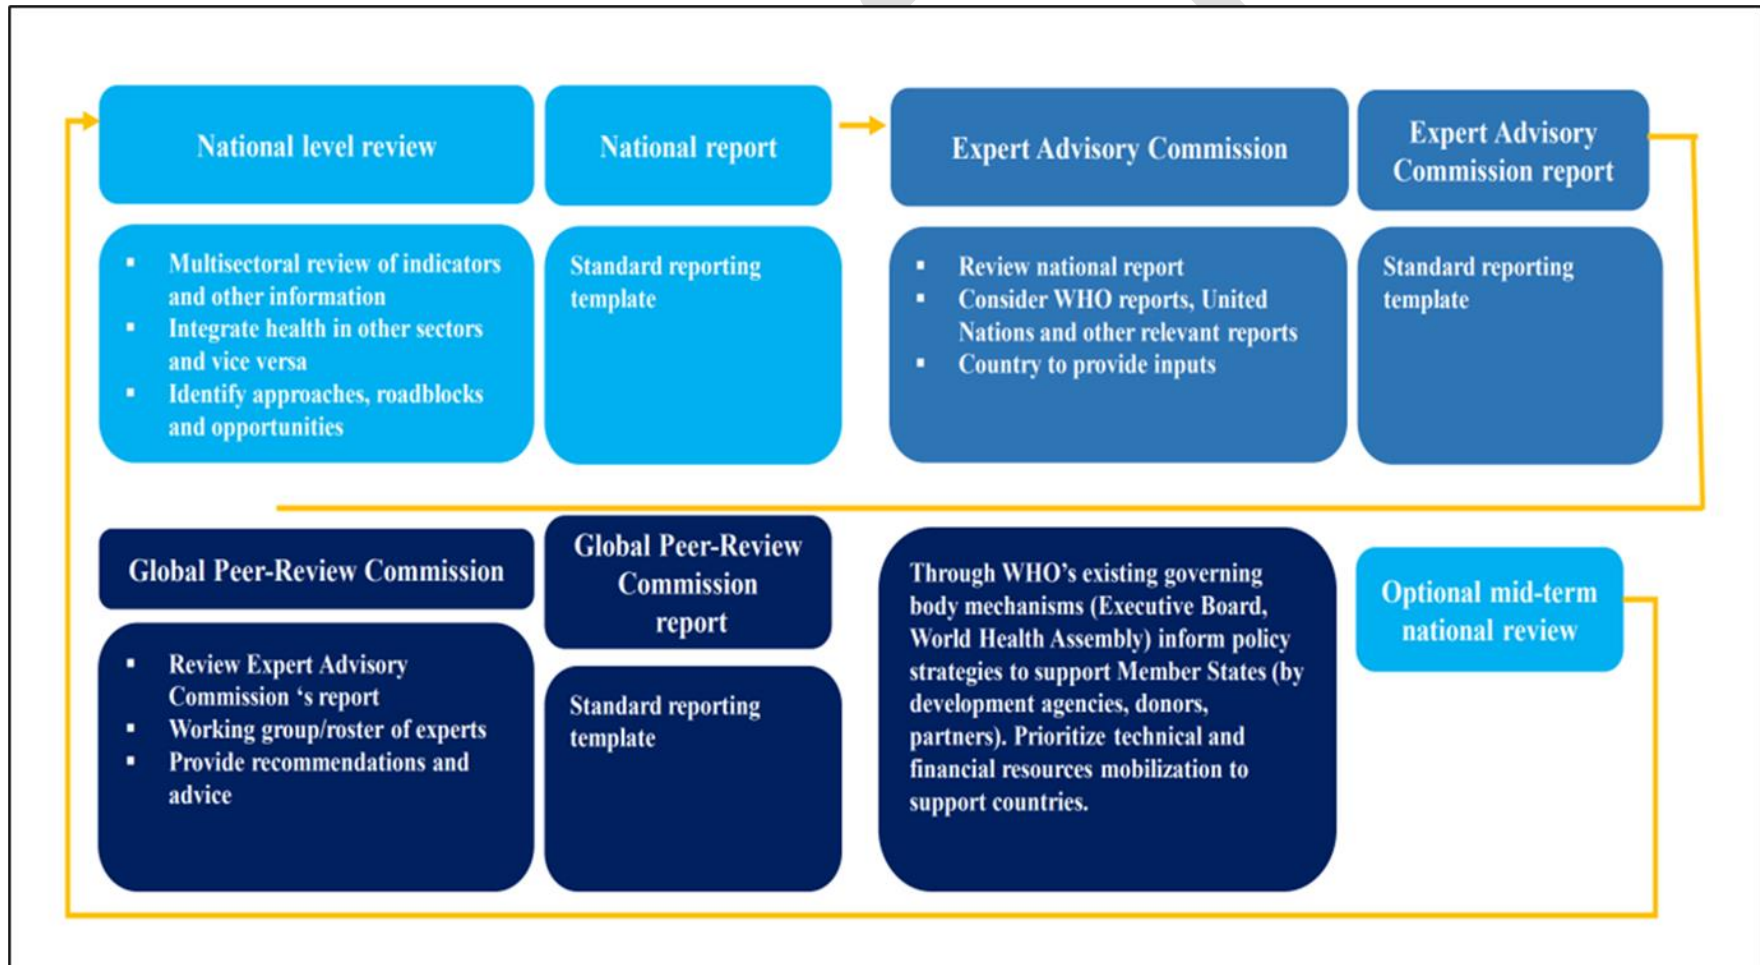 National level review
National report
Expert Advisory Commission
Expert Advisory
Commission report
▪ Multisectoral review of indicators
and other information
▪ Integrate health in other sectors
and vice versa
▪ Identify approaches, roadblocks
and opportunities
Standard reporting
template
▪ Review national report
▪ Consider WHO reports, United
Nations and other relevant reports
▪ Country to provide inputs
Standard reporting
template
Global Peer-Review Commission
Global Peer-Review
Commission
report
▪ Review Expert Advisory
Commission ‘s report
▪ Working group/roster of experts
▪ Provide recommendations and
advice
Standard reporting
template
Through WHO’s existing governing
body mechanisms (Executive Board,
World Health Assembly) inform policy
strategies to support Member States (by
development agencies, donors,
partners). Prioritize technical and
financial resources mobilization to
support countries.
Optional mid-term
national review